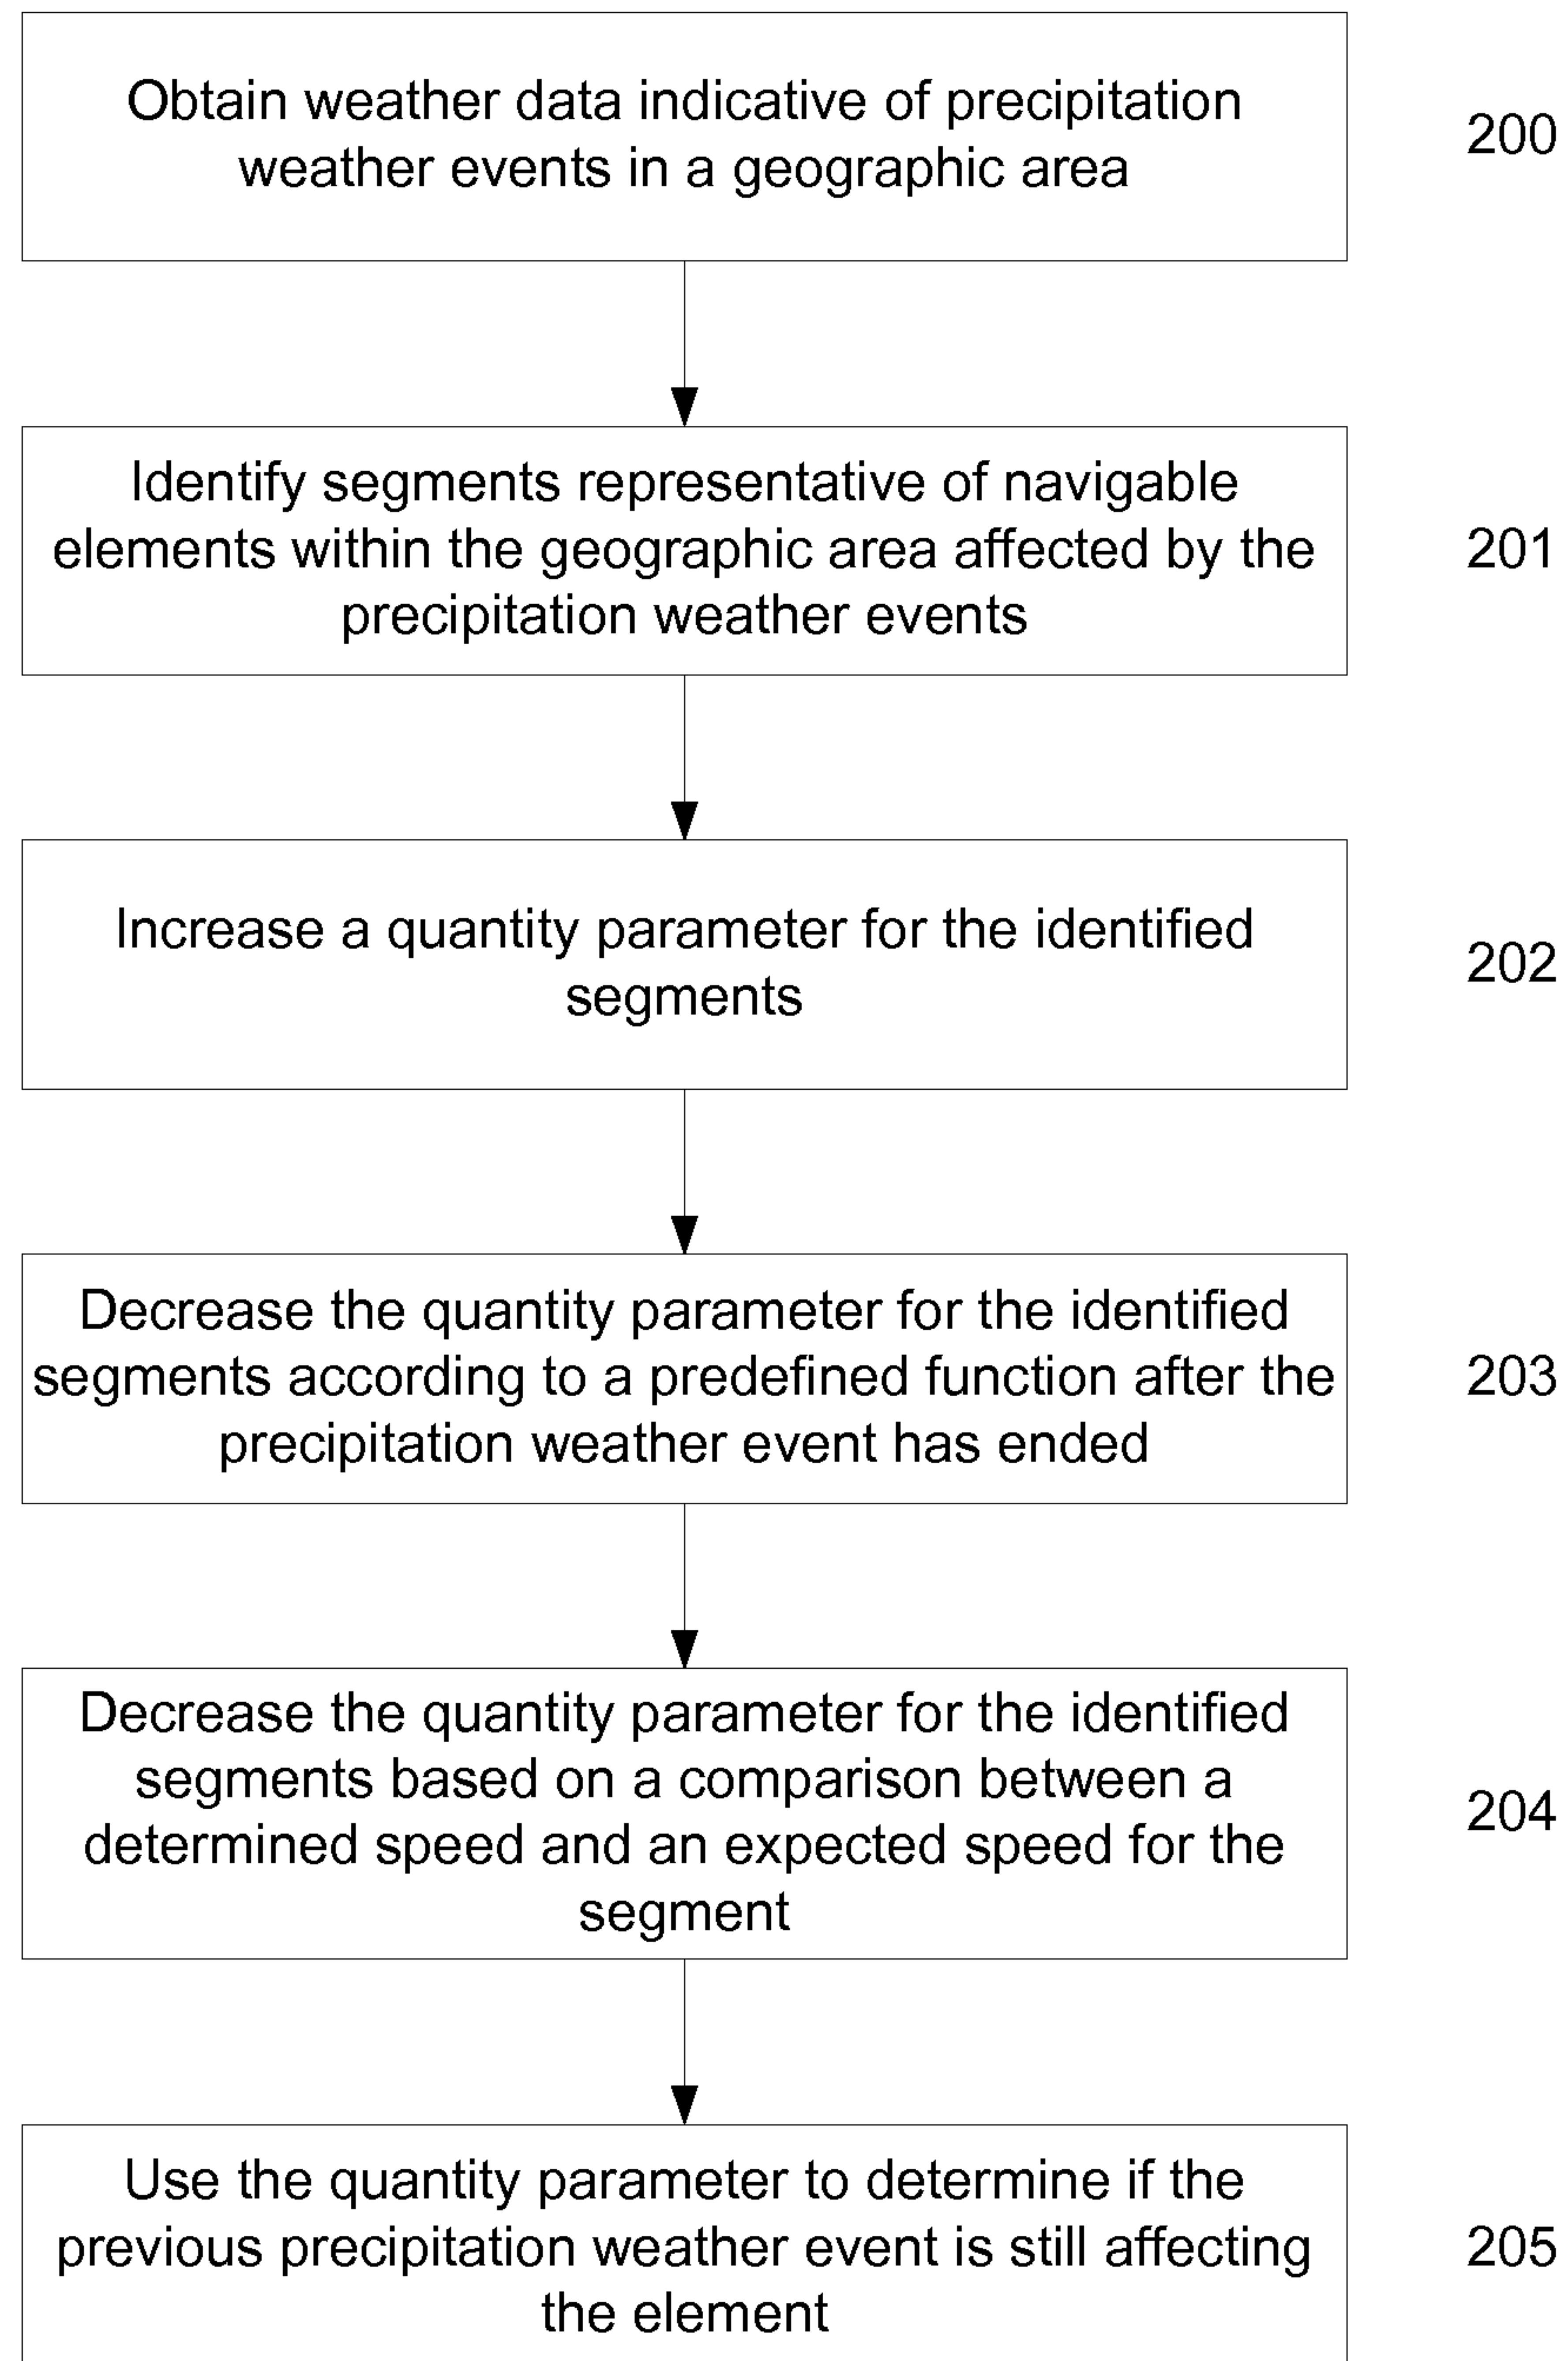 Obtain weather data indicative of precipitation
weather events in a geographic area
200
Identify segments representative of navigable
elements within the geographic area affected by the
precipitation weather events
201
Increase a quantity parameter for the identified
segments
202
Decrease the quantity parameter for the identified
segments according to a predefined function after the
precipitation weather event has ended
203
Decrease the quantity parameter for the identified
segments based on a comparison between a
determined speed and an expected speed for the
segment
204
Use the quantity parameter to determine if the
previous precipitation weather event is still affecting
the element
205